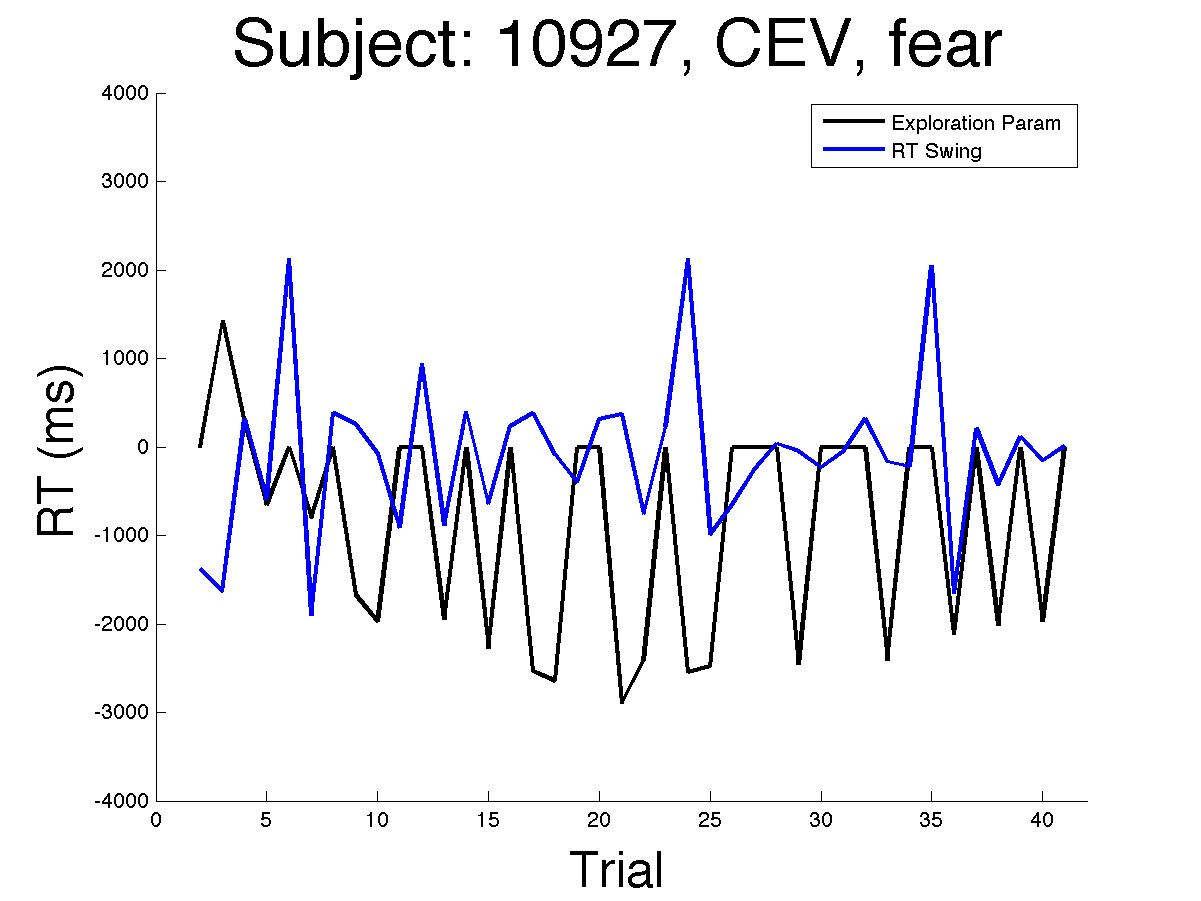 Subject: 10927, CEV, fear
Exploration Param
RT Swing
4000
3000
2000
1000
0
-1000
-2000
-3000
-4000
RT (ms)
0 5 10 15 20 25 30 35 40
Trial